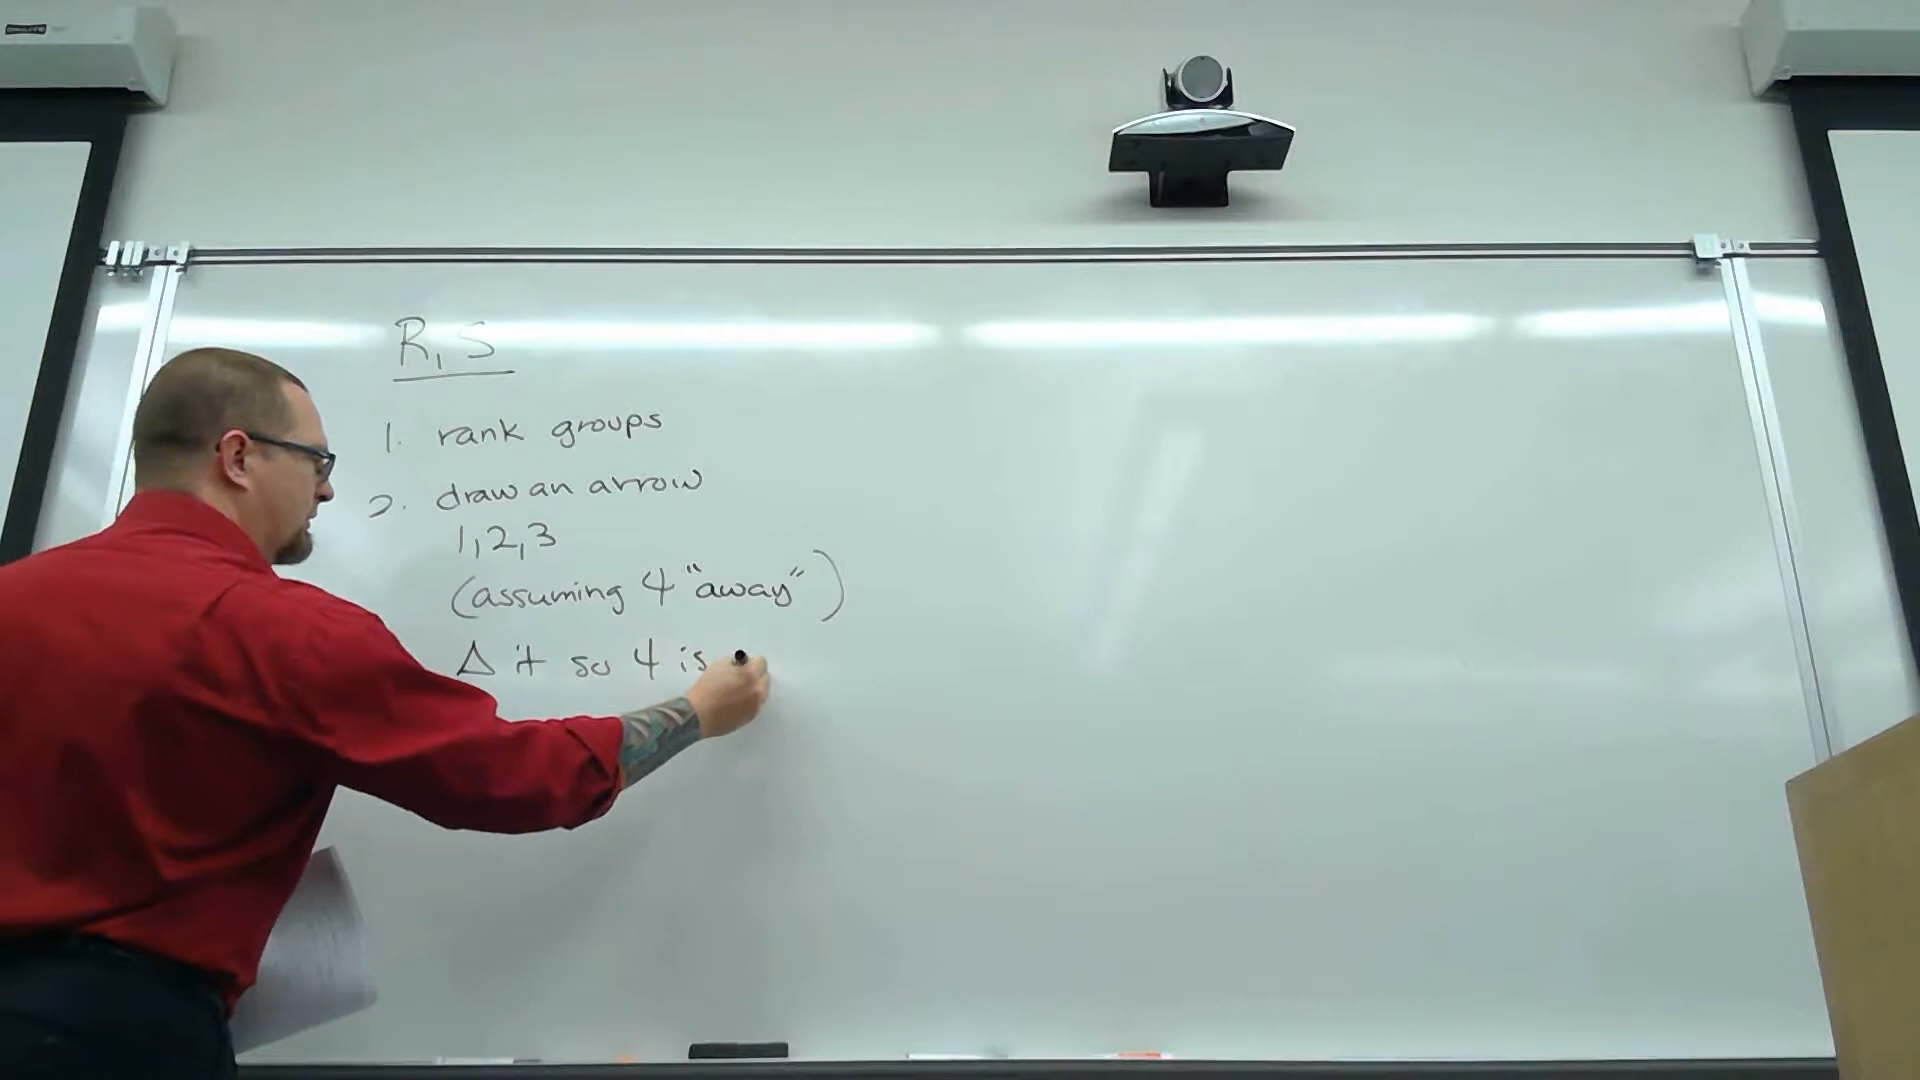 R, S
1. rank groups
2. draw an arrow
1,2,3
(assuming 4 "away")
Δ it so 4 is